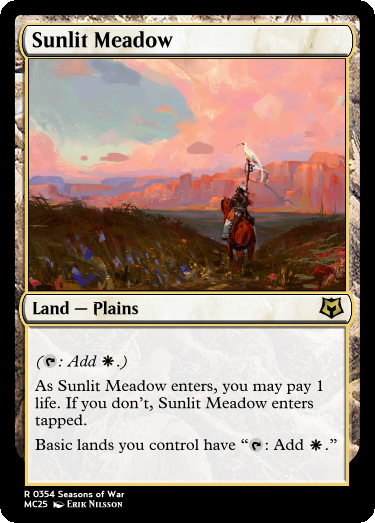 Sunlit Meadow
Land — Plains
(: Add .)
As Sunlit Meadow enters, you may pay 1
life. If you don't, Sunlit Meadow enters
tapped.
Basic lands you control have “: Add .”
R 0354 Seasons of War
MC25 Erik Nilsson